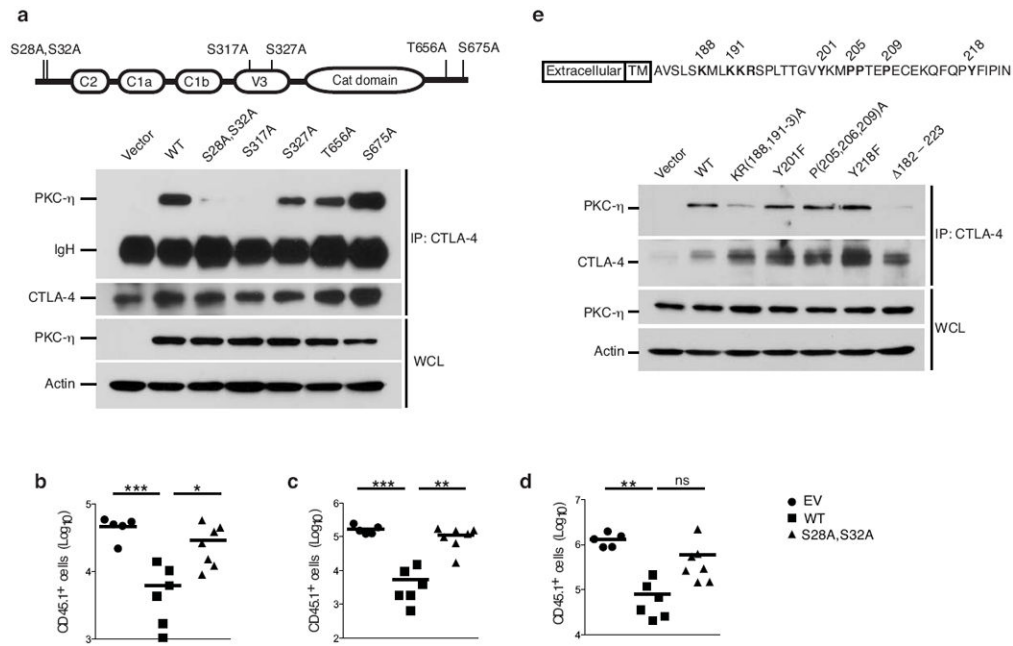 a
S28A,S32A S317A S327A T656A S675A
C2 C1a C1b V3 Cat domain
Vector WT S28A,S32A S317A S327A T656A S675A
PKC-η
IgH
IP: CTLA-4
CTLA-4
PKC-η
WCL
Actin
e
188 191 201 205 209 218
Extracellular TM AVSLSKMLKKRSPLTTGVYKMPPTEPECEKQFQPYFIPIN
Vector WT KR(188,191-3)A Y201F P(205,206,209)A Y218F Δ182 – 223
PKC-η
IP: CTLA-4
CTLA-4
PKC-η
WCL
Actin
b
*** *
CD45.1+ cells (Log10)
5
4
3
c
*** **
CD45.1+ cells (Log10)
6
5
4
3
2
d
** ns
CD45.1+ cells (Log10)
7
6
5
4
EV
WT
S28A,S32A